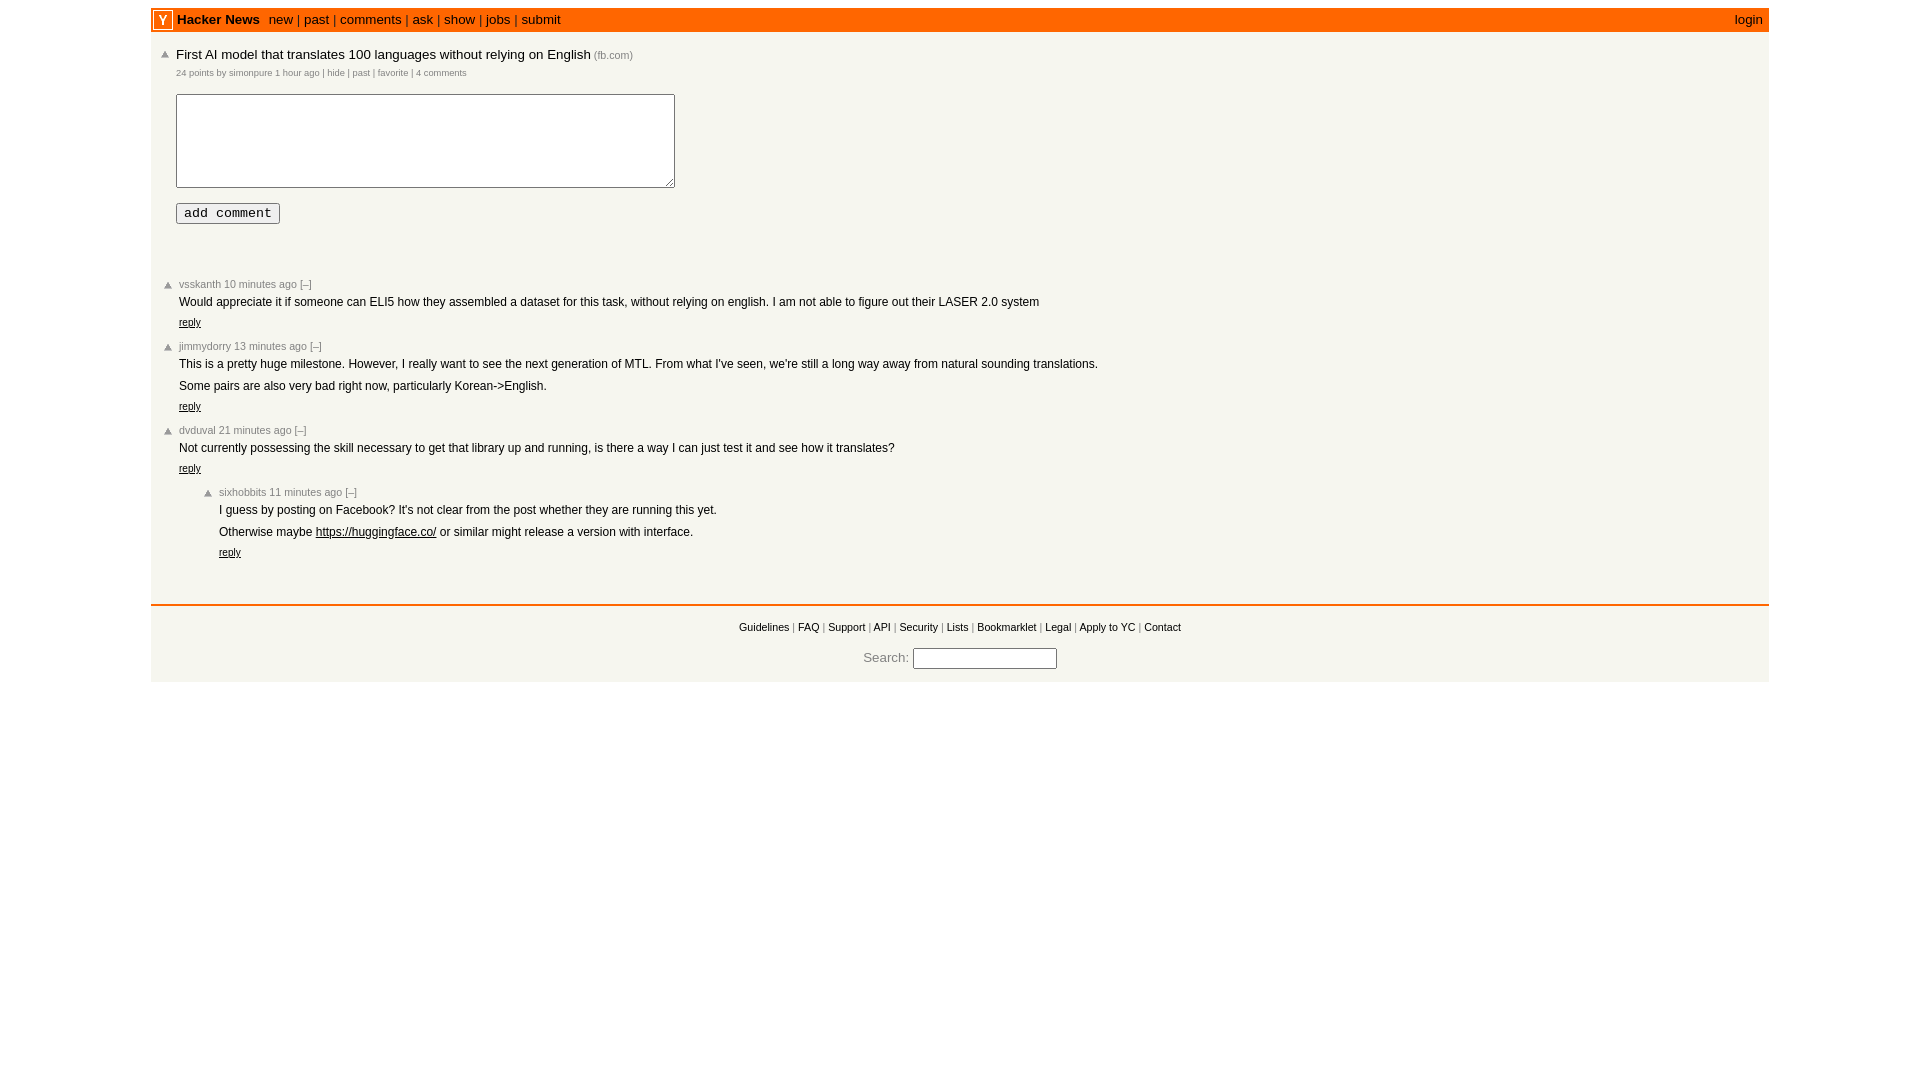 Y Hacker News new | past | comments | ask | show | jobs | submit login
First AI model that translates 100 languages without relying on English (fb.com)
24 points by simonpure 1 hour ago | hide | past | favorite | 4 comments
add comment
vsskanth 10 minutes ago [–]
Would appreciate it if someone can ELI5 how they assembled a dataset for this task, without relying on english. I am not able to figure out their LASER 2.0 system
reply
jimmydorry 13 minutes ago [–]
This is a pretty huge milestone. However, I really want to see the next generation of MTL. From what I've seen, we're still a long way away from natural sounding translations.
Some pairs are also very bad right now, particularly Korean->English.
reply
dvduval 21 minutes ago [–]
Not currently possessing the skill necessary to get that library up and running, is there a way I can just test it and see how it translates?
reply
sixhobbits 11 minutes ago [–]
I guess by posting on Facebook? It's not clear from the post whether they are running this yet.
Otherwise maybe https://huggingface.co/ or similar might release a version with interface.
reply
Guidelines | FAQ | Support | API | Security | Lists | Bookmarklet | Legal | Apply to YC | Contact
Search: